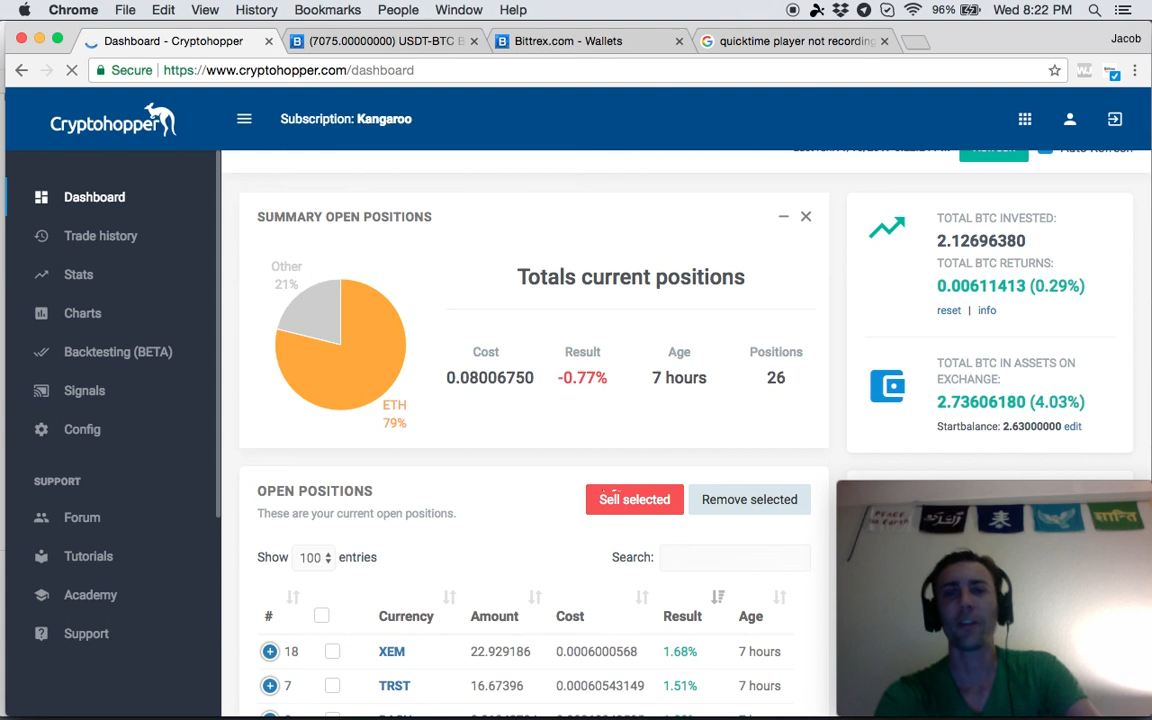 Chrome File Edit View History Bookmarks People Window Help 96% Wed 8:22 PM
Dashboard - Cryptohopper (7075.00000000) USDT-BTC B Bittrex.com - Wallets quicktime player not recording Jacob
Secure https://www.cryptohopper.com/dashboard
Cryptohopper
Subscription: Kangaroo
Auto Refresh
Dashboard
Trade history
Stats
Charts
Backtesting (BETA)
Signals
Config
SUPPORT
Forum
Tutorials
Academy
Support
SUMMARY OPEN POSITIONS
Other
21%
ETH
79%
Totals current positions
Cost Result Age Positions
0.08006750 -0.77% 7 hours 26
TOTAL BTC INVESTED:
2.12696380
TOTAL BTC RETURNS:
0.00611413 (0.29%)
reset | info
TOTAL BTC IN ASSETS ON
EXCHANGE:
2.73606180 (4.03%)
Startbalance: 2.63000000 edit
OPEN POSITIONS
These are your current open positions.
Sell selected Remove selected
Show 100 entries Search:
# Currency Amount Cost Result Age
18 XEM 22.929186 0.0006000568 1.68% 7 hours
7 TRST 16.67396 0.00060543149 1.51% 7 hours